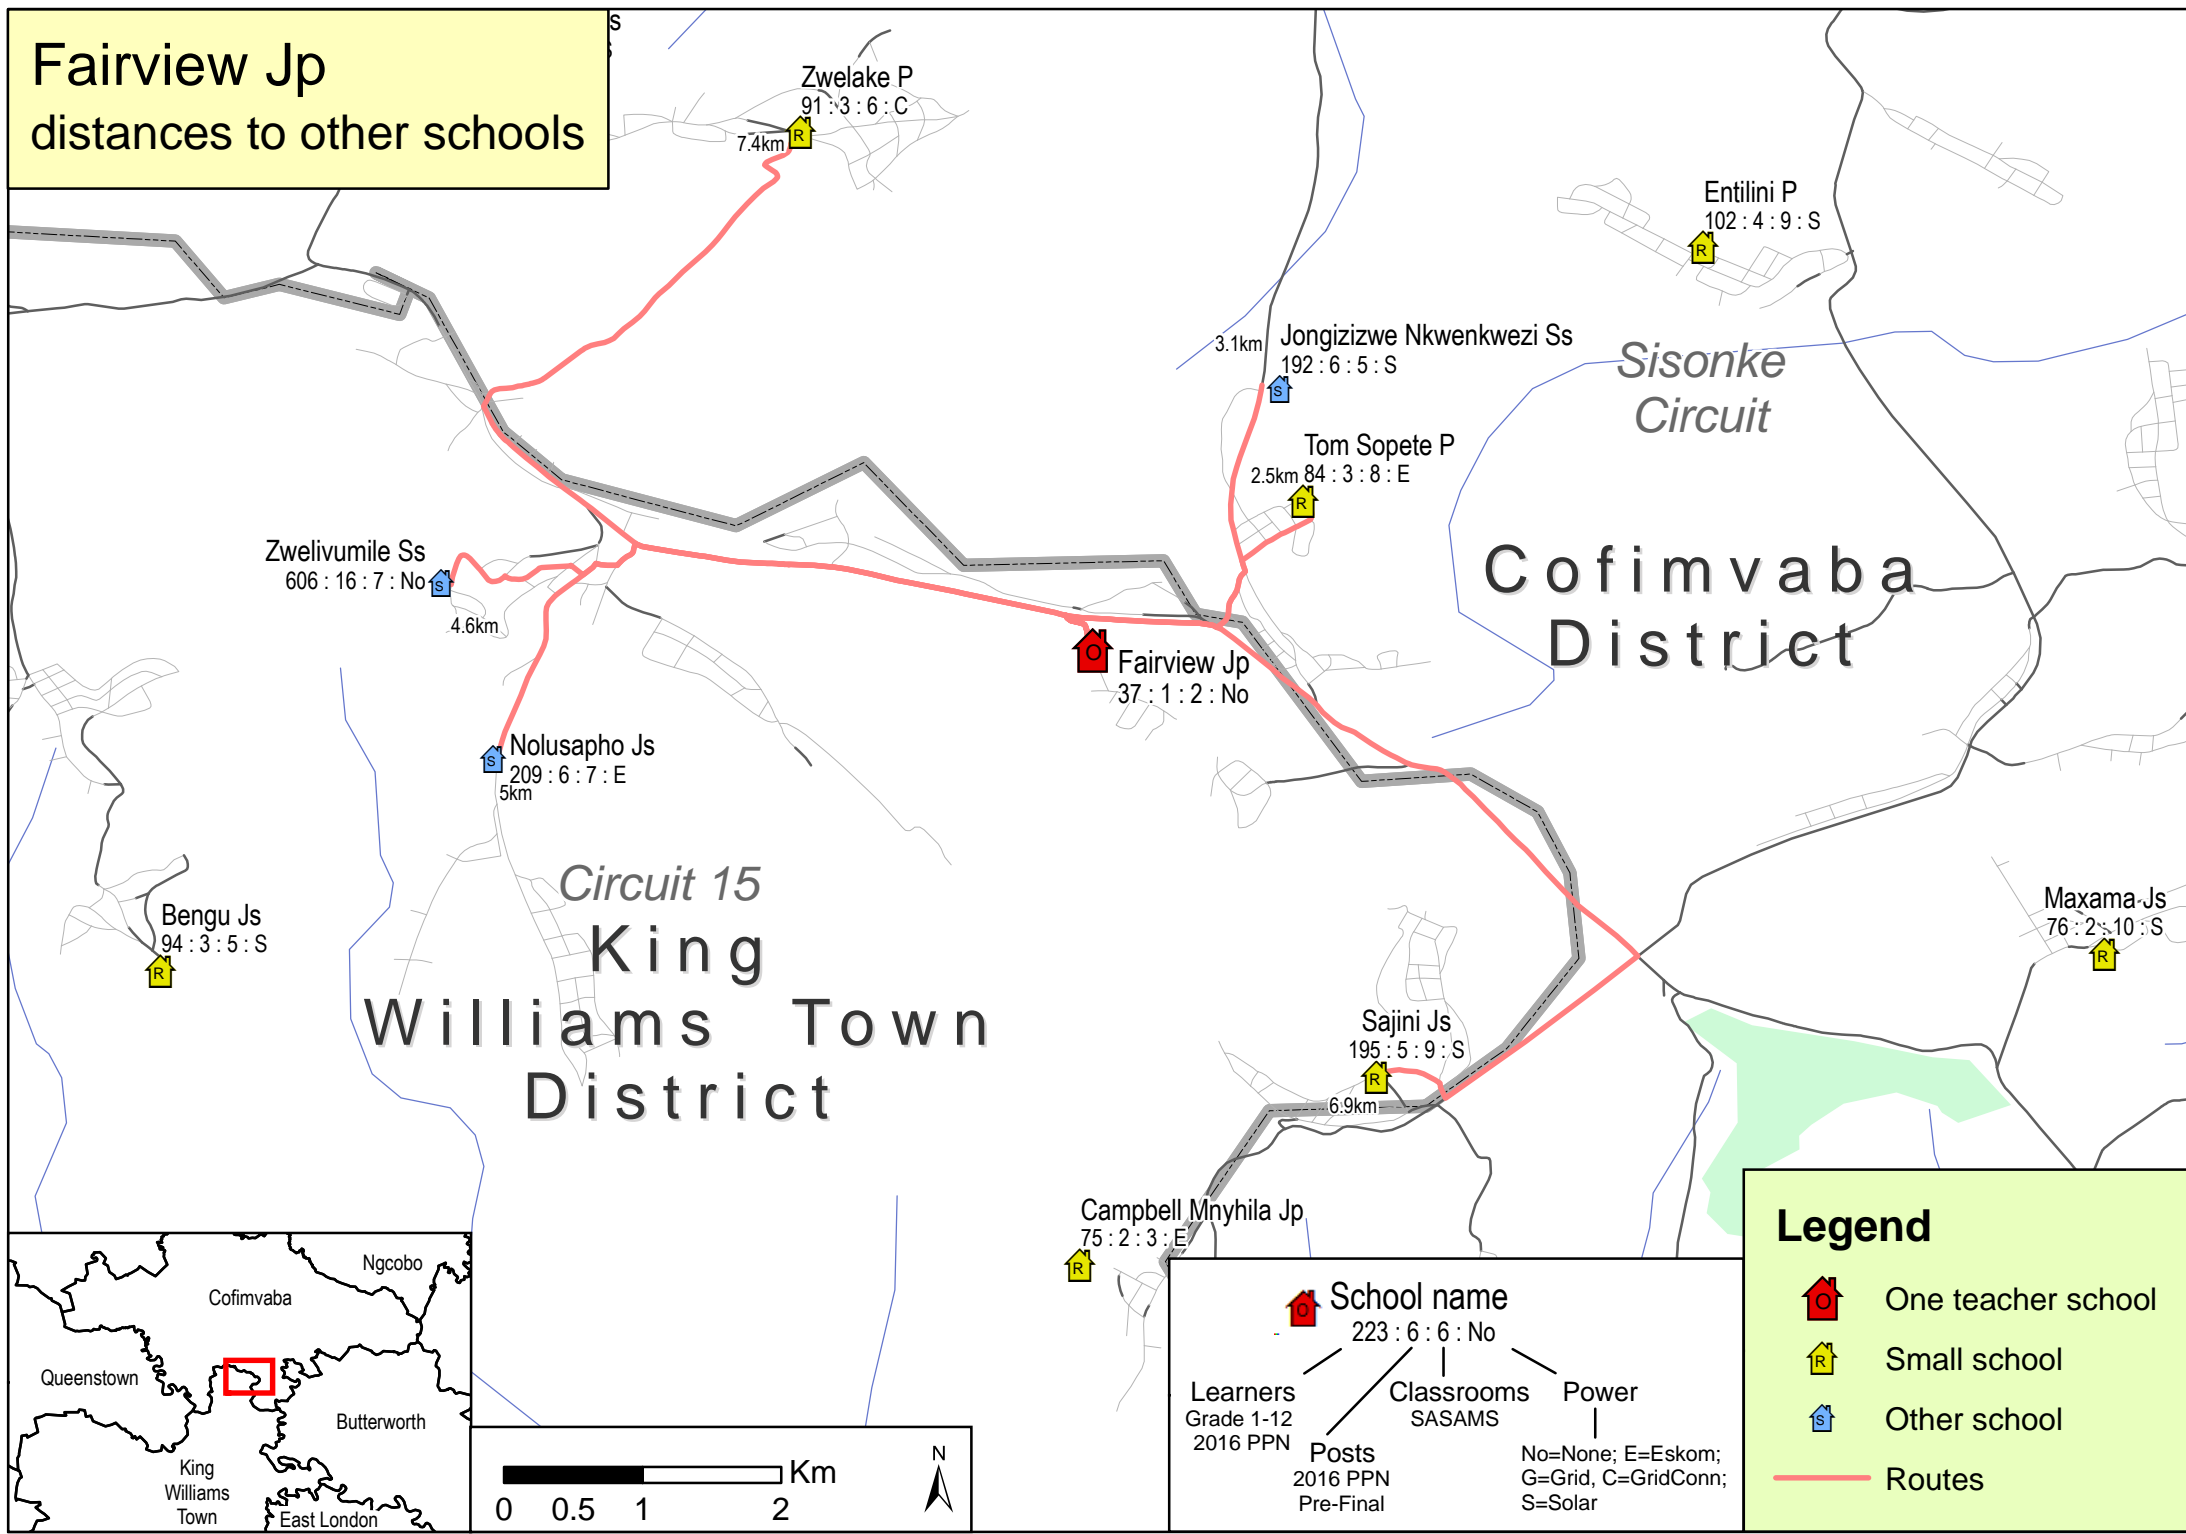 Fairview Jp
distances to other schools
s
Zwelake P
91 : 3 : 6 : C
R
7.4km
Entilini P
102 : 4 : 9 : S
R
Jongizizwe Nkwenkwezi Ss
3.1km
192 : 6 : 5 : S
S
Sisonke
Circuit
Tom Sopete P
2.5km
84 : 3 : 8 : E
R
Zwelivumile Ss
606 : 16 : 7 : No
S
4.6km
Cofimvaba
District
O
Fairview Jp
37 : 1 : 2 : No
Nolusapho Js
S
209 : 6 : 7 : E
5km
Circuit 15
King
Williams Town
District
Bengu Js
94 : 3 : 5 : S
R
Maxama Js
76 : 2 : 10 : S
R
Sajini Js
195 : 5 : 9 : S
R
6.9km
Campbell Mnyhila Jp
75 : 2 : 3 : E
R
Ngcobo
Cofimvaba
Queenstown
Butterworth
King
Williams
Town
East London
Km
0 0.5 1 2
N
O
School name
223 : 6 : 6 : No
Learners
Grade 1-12
2016 PPN
Posts
2016 PPN
Pre-Final
Classrooms
SASAMS
Power
No=None; E=Eskom;
G=Grid, C=GridConn;
S=Solar
Legend
O One teacher school
R Small school
S Other school
Routes